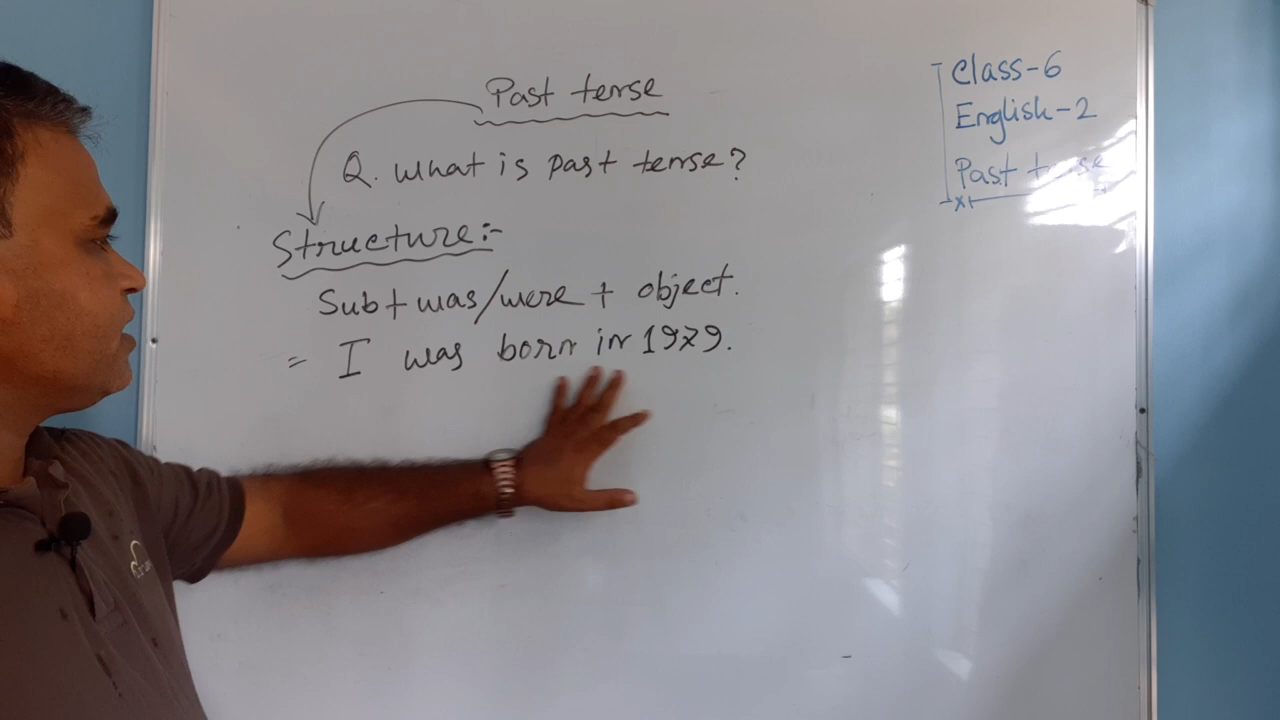 Past tense
Q. What is past tense?
Structure:-
Sub + was/were + object.
= I was born in 1979.
Class-6
English-2
Past tense